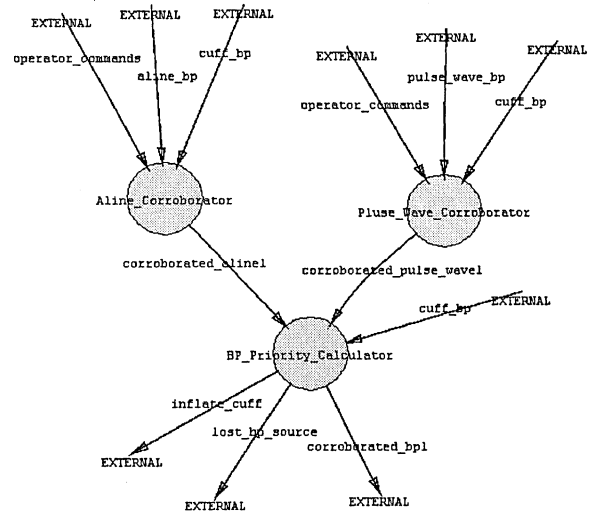 EXTERNAL
EXTERNAL
EXTERNAL
operator_commands
aline_bp
cuff_bp
EXTERNAL
EXTERNAL
EXTERNAL
operator_commands
pulse_wave_bp
cuff_bp
Aline_Corroborator
Pluse_Wave_Corroborator
corroborated_aline1
corroborated_pulse_wave1
cuff_bp
EXTERNAL
BP_Priority_Calculator
inflate_cuff
lost_bp_source
corroborated_bp1
EXTERNAL
EXTERNAL
EXTERNAL